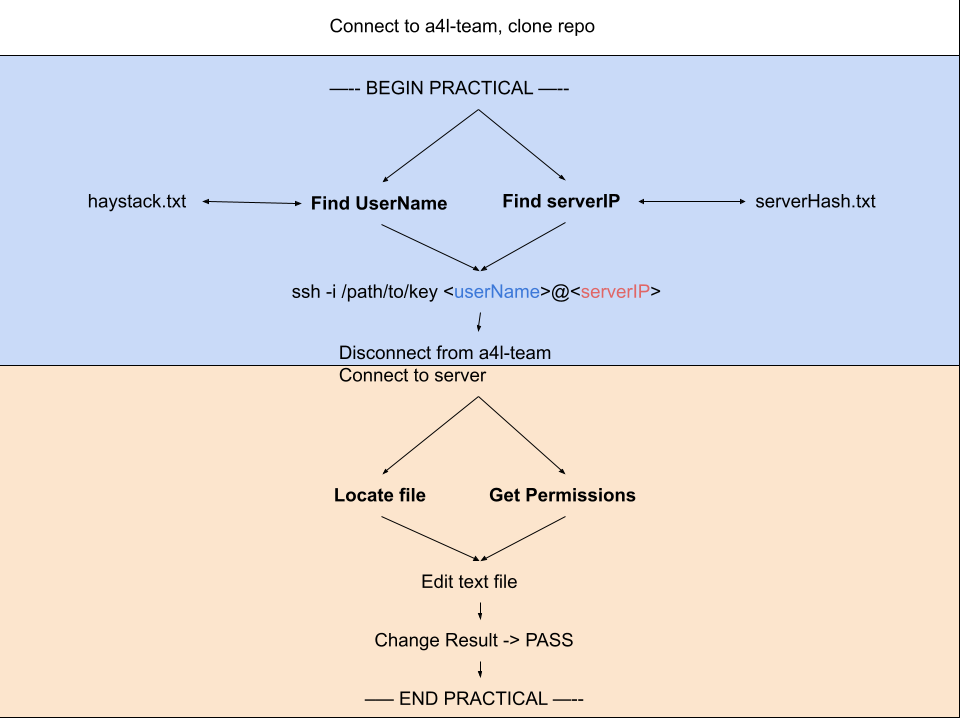 Connect to a4l-team, clone repo
—-- BEGIN PRACTICAL —--
haystack.txt
Find UserName
Find serverIP
serverHash.txt
ssh -i /path/to/key <userName>@<serverIP>
Disconnect from a4l-team
Connect to server
Locate file
Get Permissions
Edit text file
Change Result -> PASS
—– END PRACTICAL —--